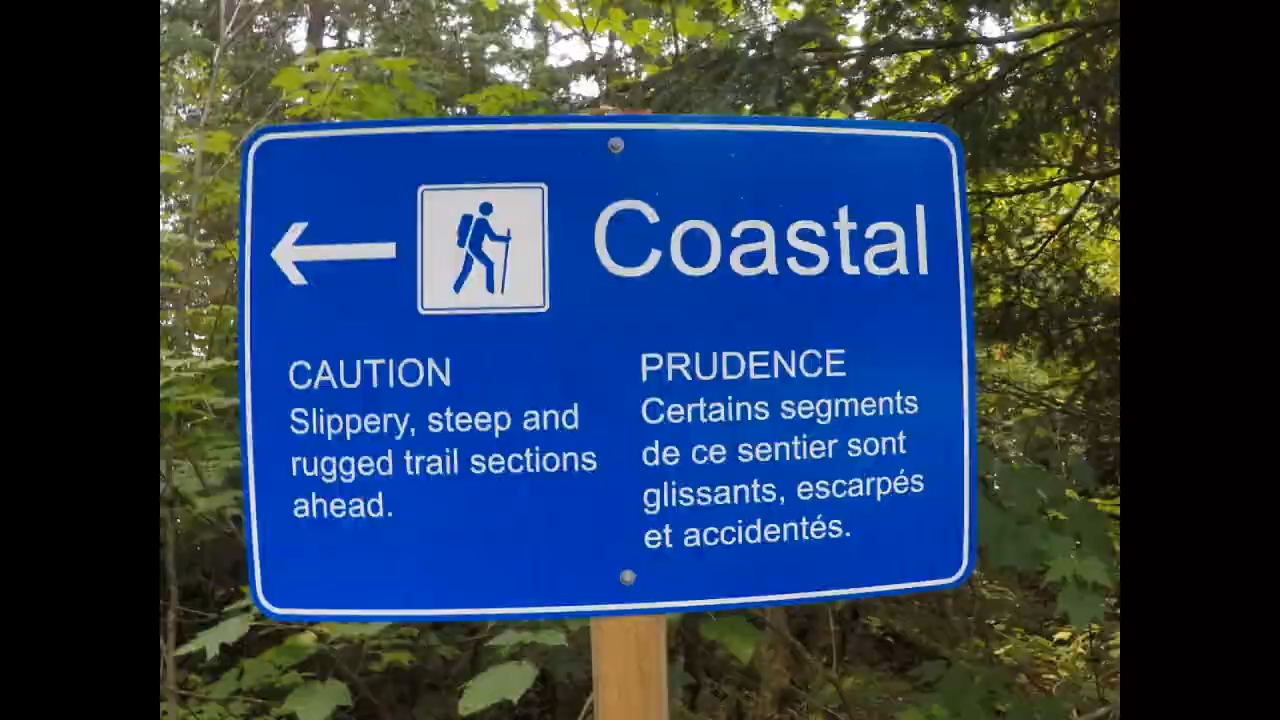 Coastal
CAUTION
Slippery, steep and
rugged trail sections
ahead.
PRUDENCE
Certains segments
de ce sentier sont
glissants, escarpés
et accidentés.